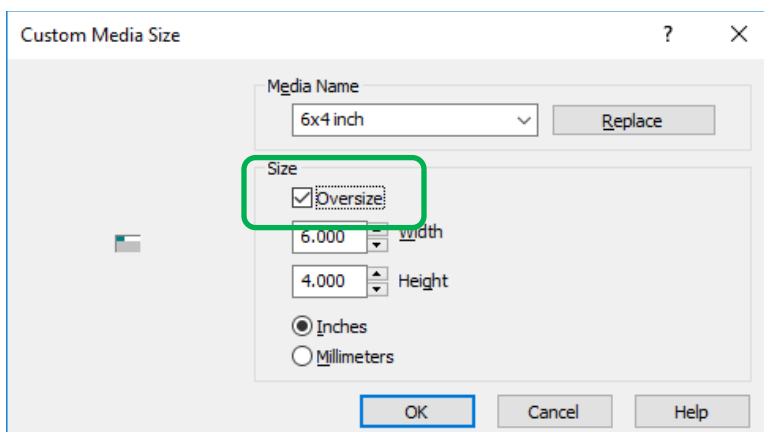 Custom Media Size ? ×
Media Name
6x4 inch Replace
Size
Oversize
6.000 Width
4.000 Height
Inches
Millimeters
OK Cancel Help